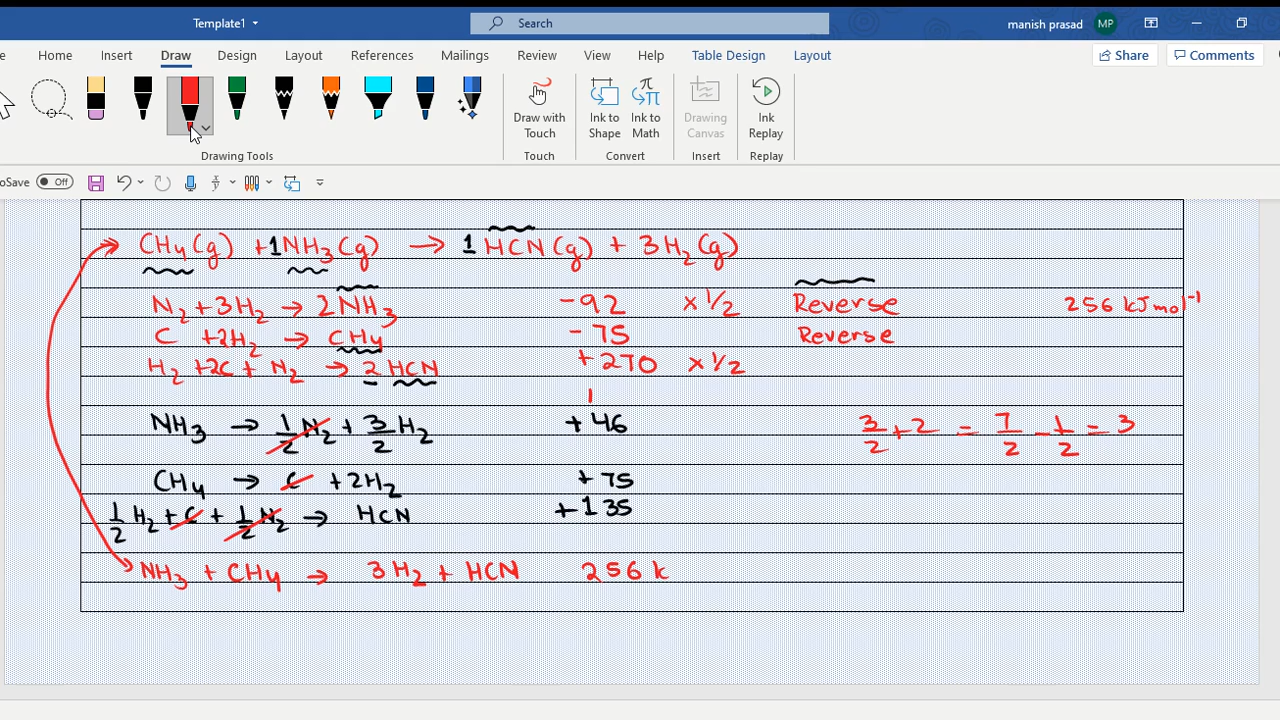 Template1
Search
manish prasad MP
Home Insert Draw Design Layout References Mailings Review View Help Table Design Layout
Share Comments
Draw with Touch
Ink to Shape
Ink to Math
Drawing Canvas
Ink Replay
Drawing Tools Touch Convert Insert Replay
oSave Off
CH₄(g) + 1NH₃(g) → 1 HCN(g) + 3H₂(g)
N₂ + 3H₂ → 2NH₃ -92 x 1/2 Reverse 256 kJmol⁻¹
C + 2H₂ → CH₄ -75 Reverse
H₂ + 2C + N₂ → 2 HCN +270 x 1/2
NH₃ → 1/2 N₂ + 3/2 H₂ +46 3/2 + 2 = 7/2 - 1/2 = 3
CH₄ → C + 2H₂ +75
1/2 H₂ + C + 1/2 N₂ → HCN +135
NH₃ + CH₄ → 3H₂ + HCN 256 k